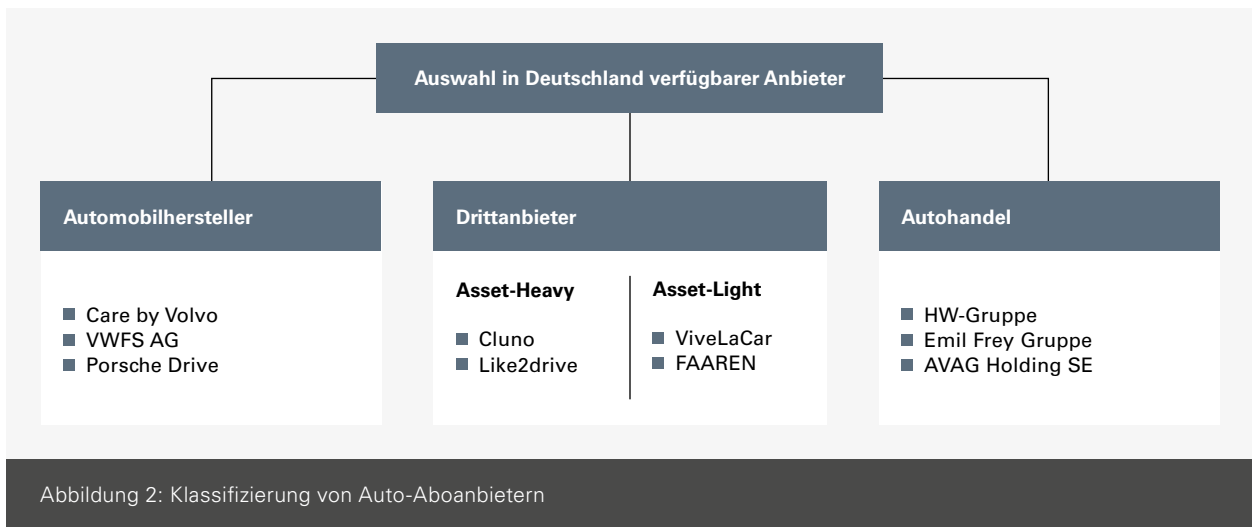 Auswahl in Deutschland verfügbarer Anbieter
Automobilhersteller
Care by Volvo
VWFS AG
Porsche Drive
Drittanbieter
Asset-Heavy
Cluno
Like2drive
Asset-Light
ViveLaCar
FAAREN
Autohandel
HW-Gruppe
Emil Frey Gruppe
AVAG Holding SE
Abbildung 2: Klassifizierung von Auto-Aboanbietern